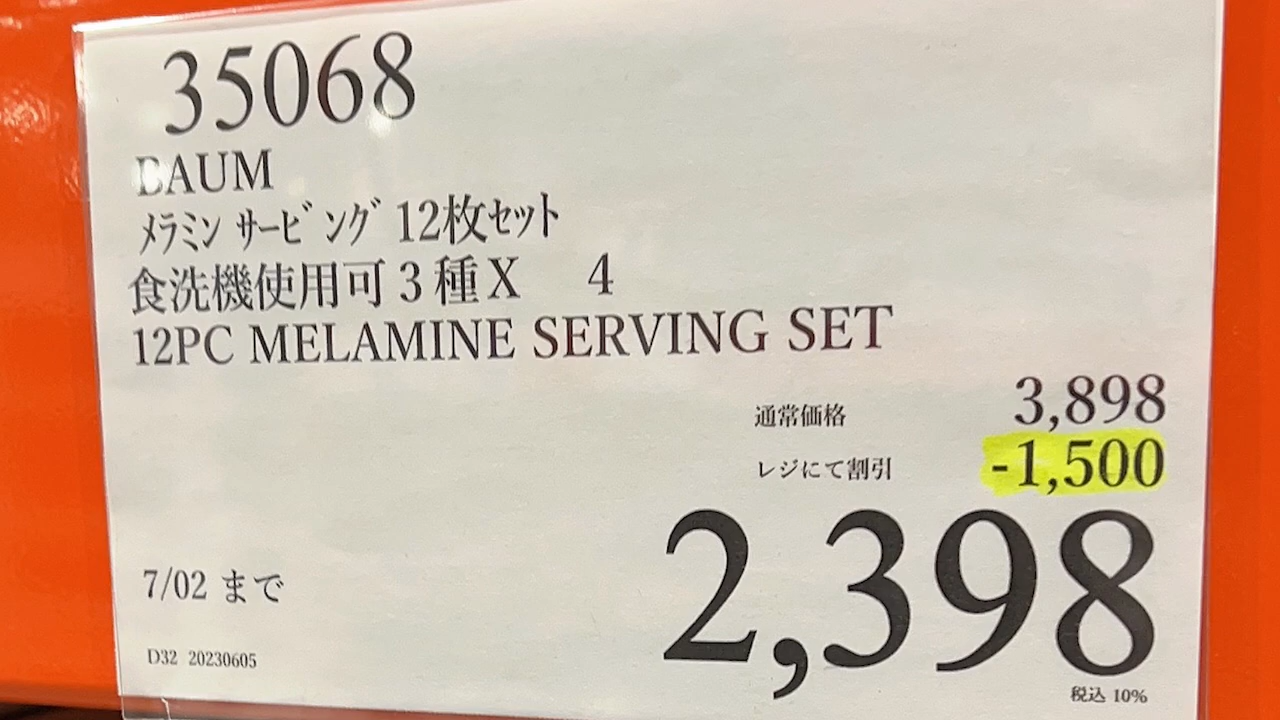 35068
BAUM
ﾒﾗﾐﾝ ｻｰﾋﾞﾝｸﾞ 12枚ｾｯﾄ
食洗機使用可３種X 4
12PC MELAMINE SERVING SET
通常価格 3,898
レジにて割引 -1,500
2,398
7/02 まで
D32 20230605
税込 10%